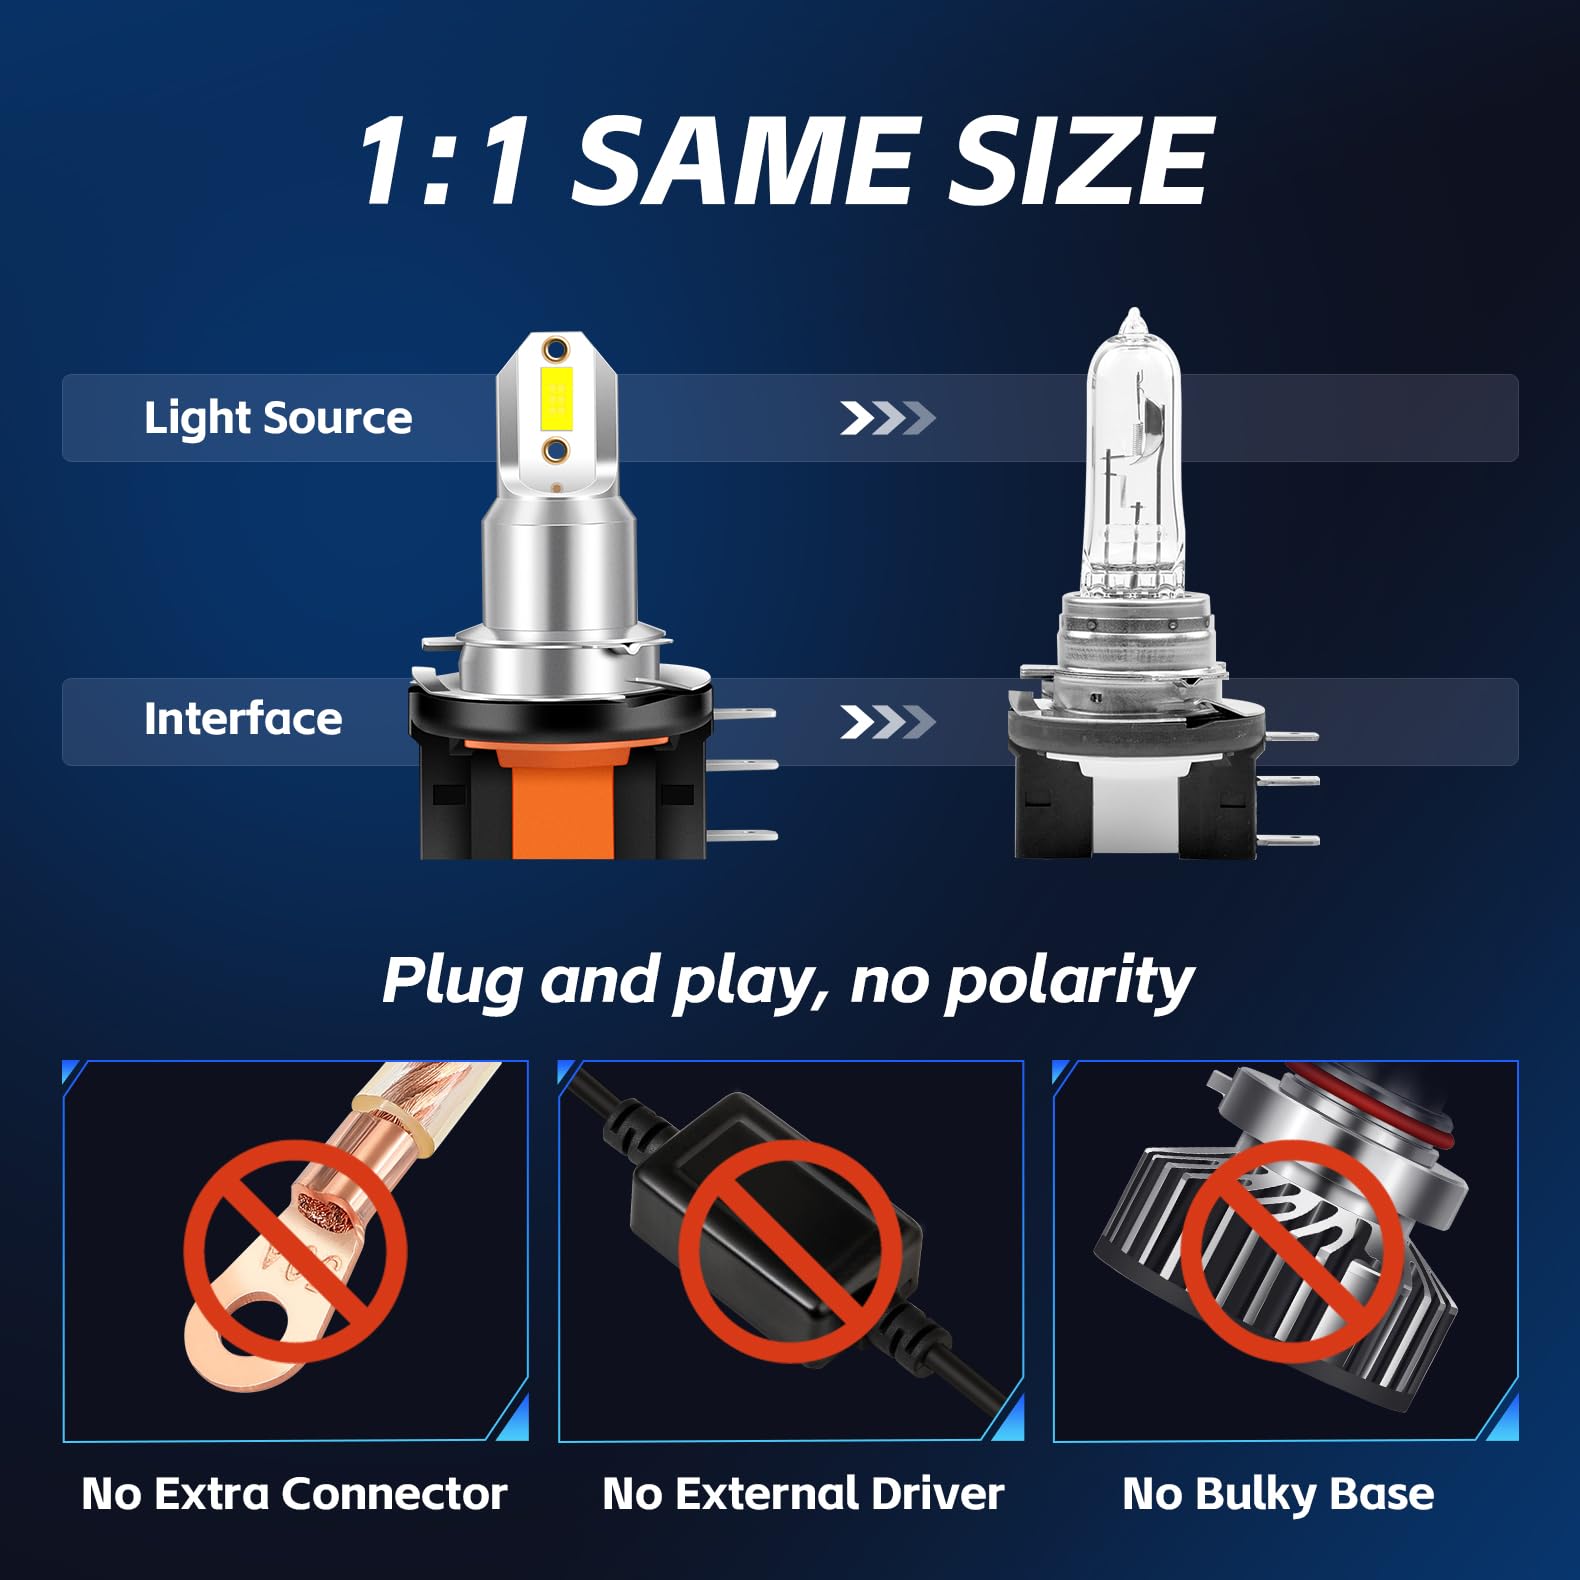 1:1 SAME SIZE
Light Source
Interface
Plug and play, no polarity
No Extra Connector
No External Driver
No Bulky Base